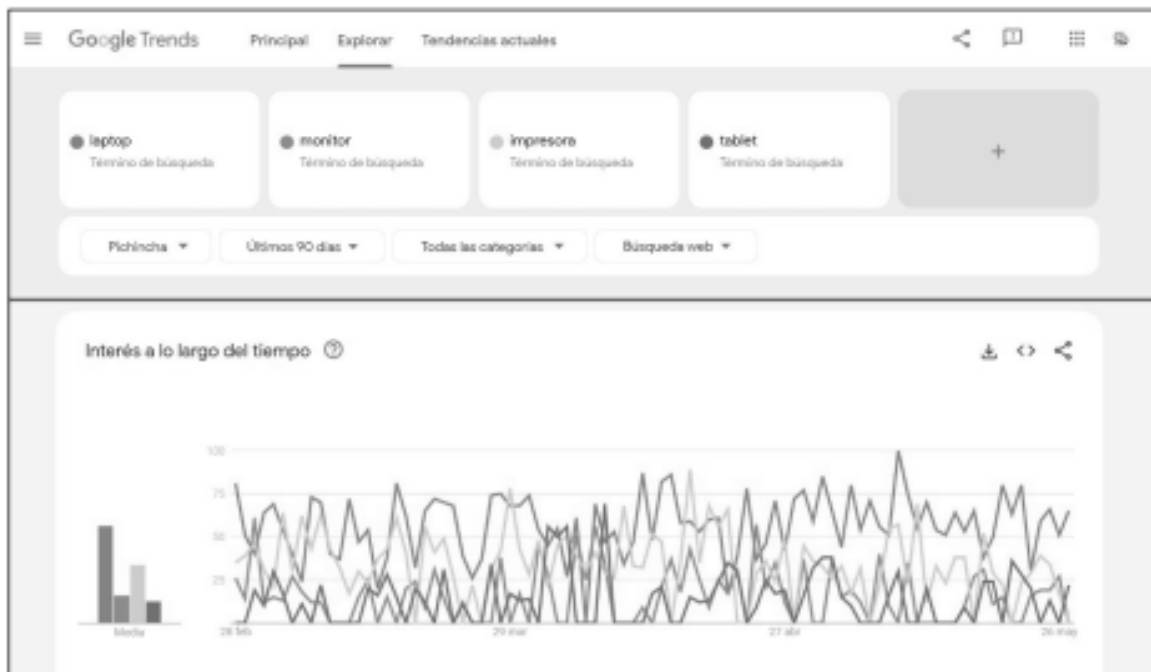 Google Trends Principal Explorar Tendencias actuales
laptop monitor impresora tablet
Término de búsqueda Término de búsqueda Término de búsqueda Término de búsqueda
+
Pichincha Últimos 90 días Todas las categorías Búsqueda web
Interés a lo largo del tiempo
100
75
50
25
Media 28 feb 29 mar 27 abr 26 may